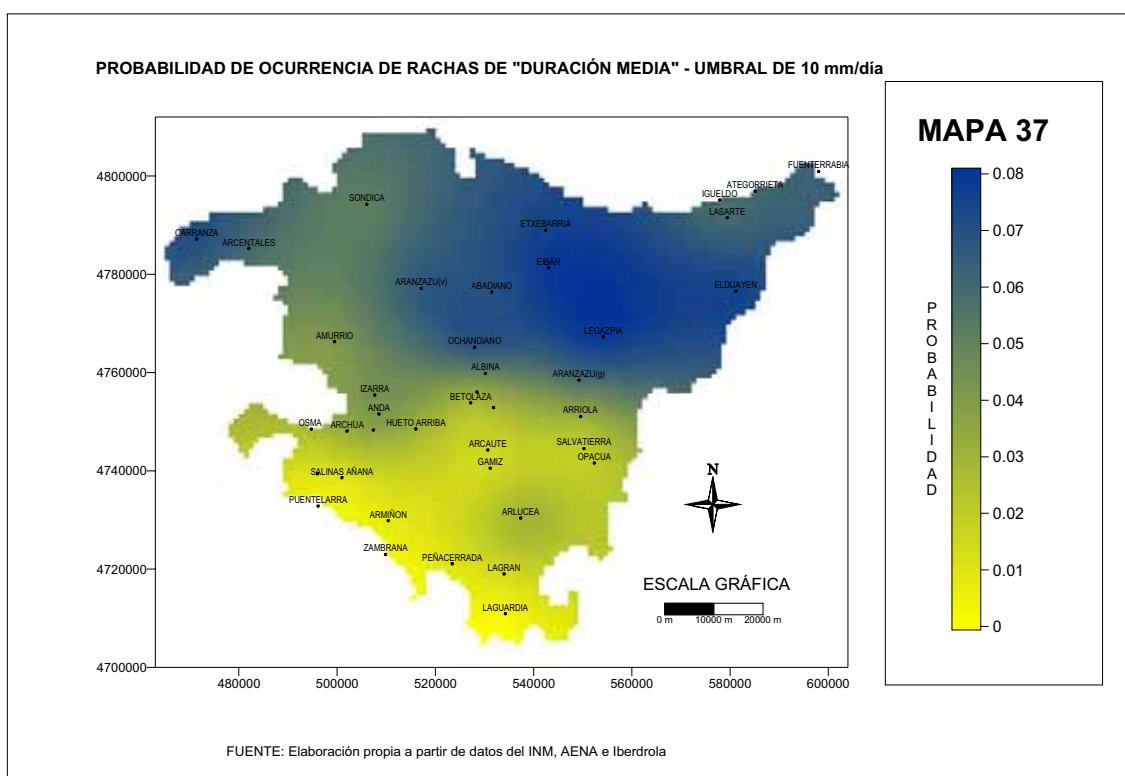 PROBABILIDAD DE OCURRENCIA DE RACHAS DE "DURACIÓN MEDIA" - UMBRAL DE 10 mm/día
MAPA 37
4800000
4780000
4760000
4740000
4720000
4700000
480000
500000
520000
540000
560000
580000
600000
FUENTERRABIA
ATEGORRIETA
IGUELDO
LASARTE
SONDICA
ETXEBARRIA
CARRANZA
ARCENTALES
EIBAR
ARANZAZU(v)
ABADIANO
ELDUAYEN
AMURRIO
OCHANDIANO
LEGAZPIA
ALBINA
ARANZAZU(g)
IZARRA
BETOLAZA
ANDA
ARRIOLA
OSMA
ARCHUA
HUETO ARRIBA
ARCAUTE
SALVATIERRA
GAMIZ
OPACUA
SALINAS AÑANA
PUENTELARRA
ARMIÑON
ARLUCEA
ZAMBRANA
PEÑACERRADA
LAGRAN
LAGUARDIA
N
ESCALA GRÁFICA
0 m
10000 m
20000 m
PROBABILIDAD
0.08
0.07
0.06
0.05
0.04
0.03
0.02
0.01
0
FUENTE: Elaboración propia a partir de datos del INM, AENA e Iberdrola